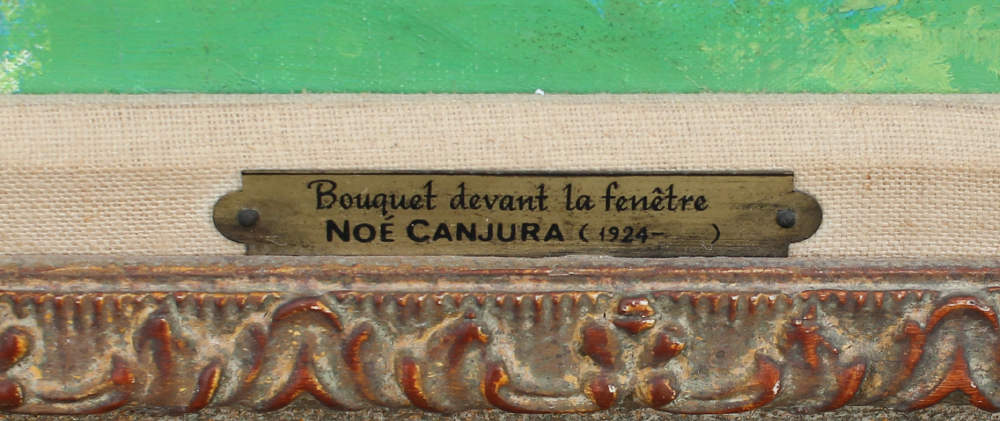 Bouquet devant la fenêtre
NOÉ CANJURA (1924-    )